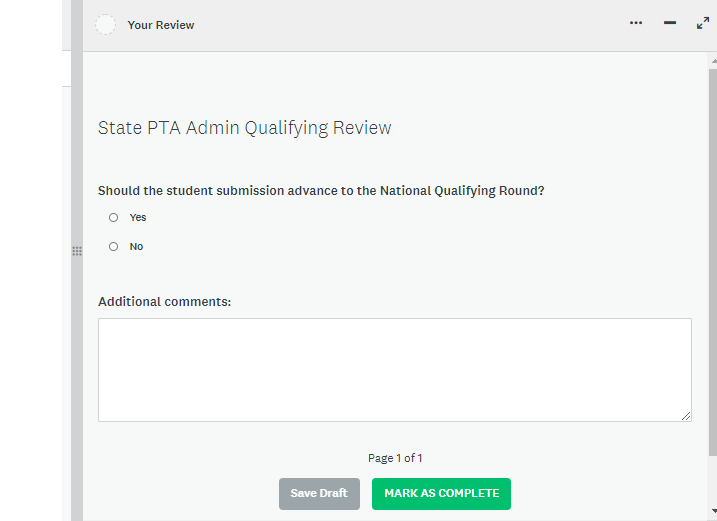 Your Review
State PTA Admin Qualifying Review
Should the student submission advance to the National Qualifying Round?
Yes
No
Additional comments:
Page 1 of 1
Save Draft
MARK AS COMPLETE